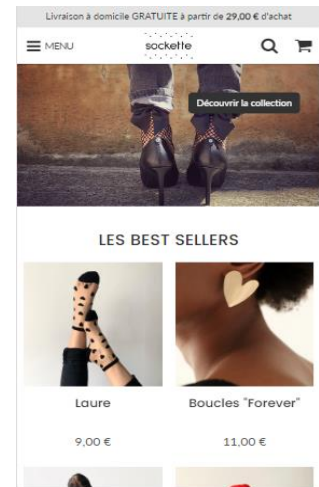 Livraison à domicile GRATUITE à partir de 29,00 € d'achat
MENU
sockette
Découvrir la collection
LES BEST SELLERS
Laure
Boucles "Forever"
9,00 €
11,00 €